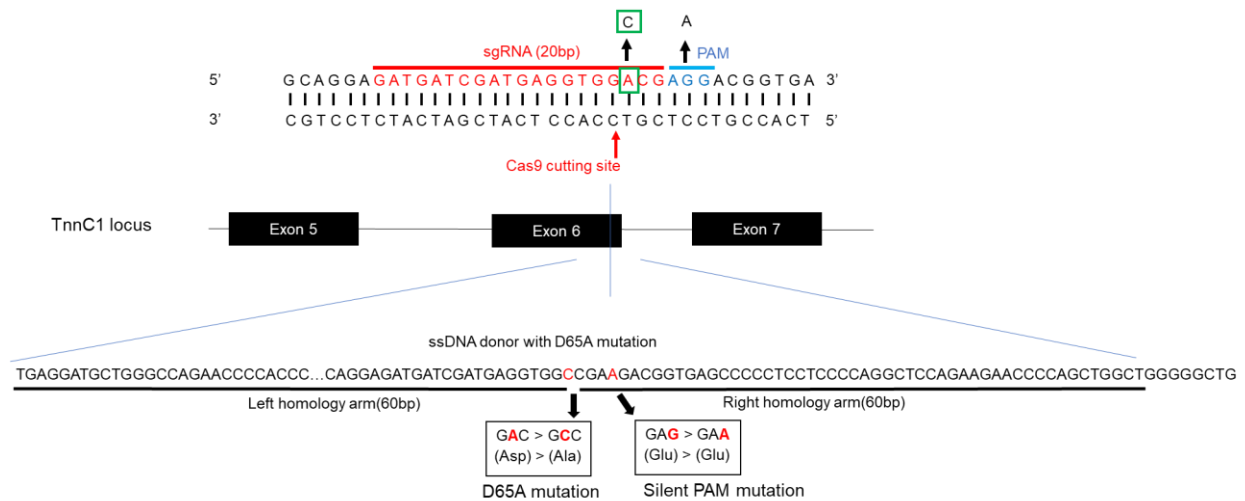 C A
sgRNA (20bp) PAM
5' GCAGGAGATGATCGATGAGGTGGACGAGGACGGTGA 3'
3' CGTCCTCTACTAGCTACTCCACCTGCTCCTGCCACT 5'
Cas9 cutting site
TnnC1 locus Exon 5 Exon 6 Exon 7
ssDNA donor with D65A mutation
TGAGGATGCTGGGCCAGAACCCCACCC...CAGGAGATGATCGATGAGGTGGCCGAAGACGGTGAGCCCCCTCCTCCCCAGGCTCCAGAAGAACCCCAGCTGGCTGGGGGCTG
Left homology arm(60bp) Right homology arm(60bp)
GAC > GCC GAG > GAA
(Asp) > (Ala) (Glu) > (Glu)
D65A mutation Silent PAM mutation